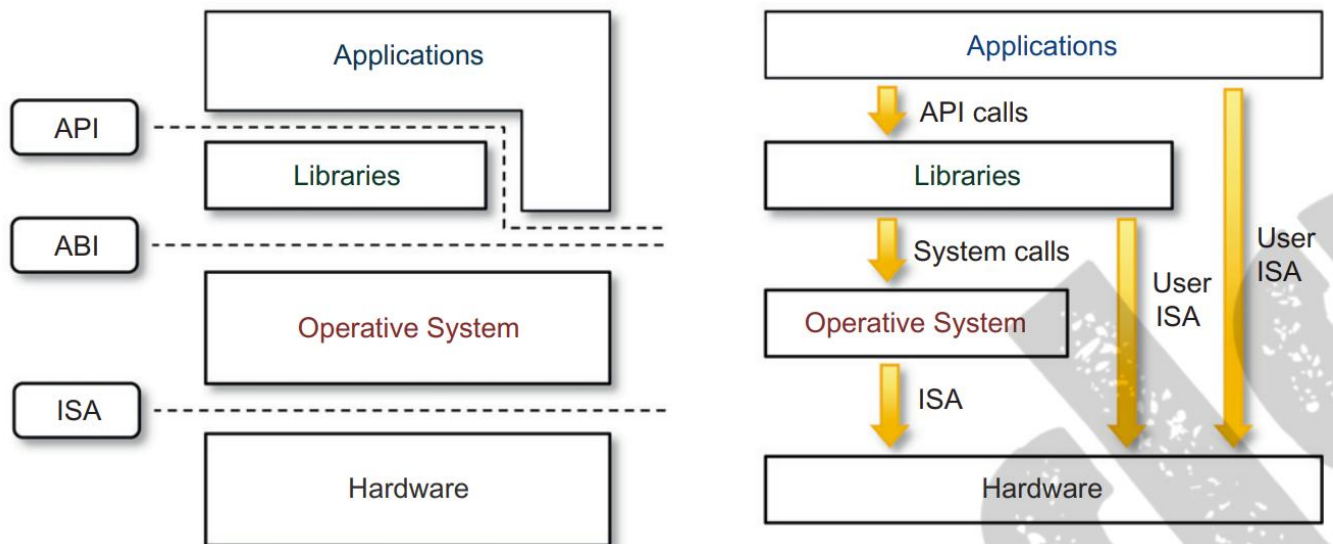 Applications
API
Libraries
ABI
Operative System
ISA
Hardware
Applications
API calls
Libraries
System calls
User
ISA
User
ISA
Operative System
ISA
Hardware